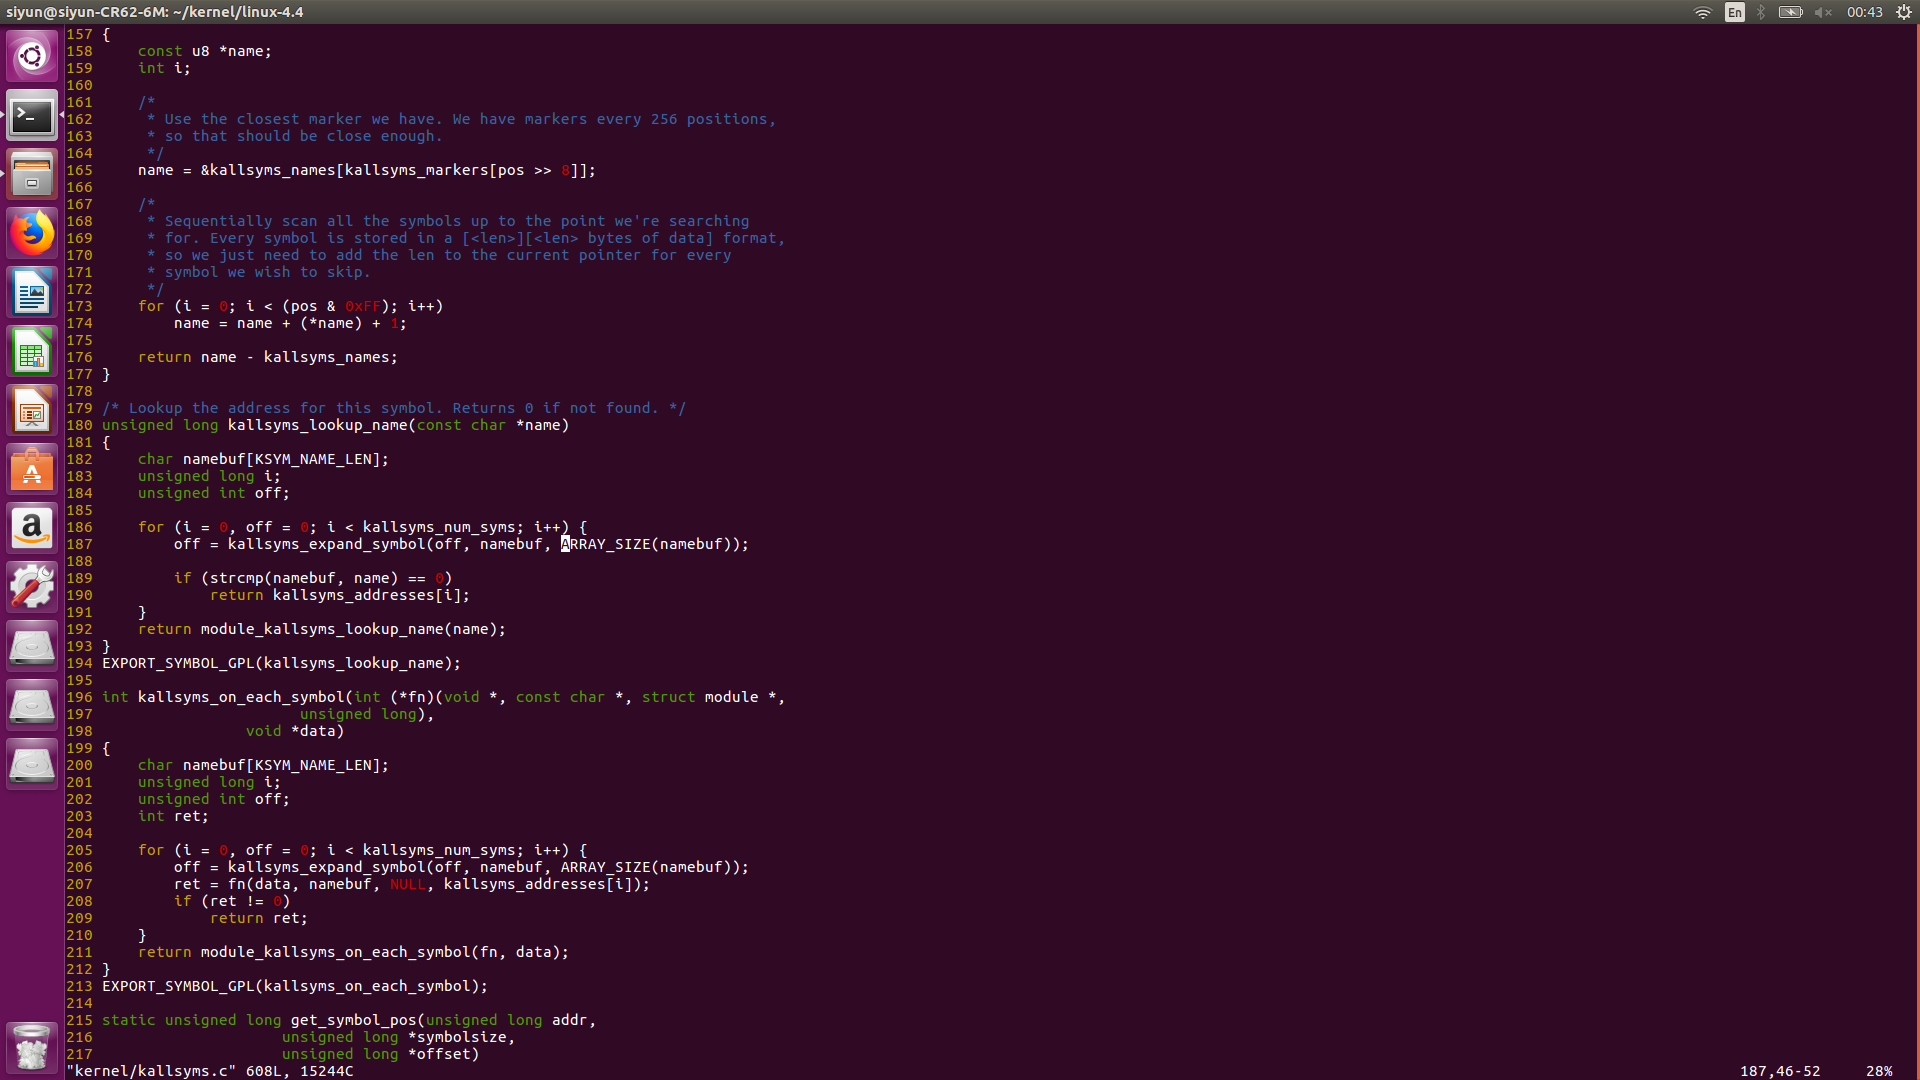 siyun@siyun-CR62-6M: ~/kernel/linux-4.4
En
00:43
157 {
158     const u8 *name;
159     int i;
160
161     /*
162      * Use the closest marker we have. We have markers every 256 positions,
163      * so that should be close enough.
164      */
165     name = &kallsyms_names[kallsyms_markers[pos >> 8]];
166
167     /*
168      * Sequentially scan all the symbols up to the point we're searching
169      * for. Every symbol is stored in a [<len>][<len> bytes of data] format,
170      * so we just need to add the len to the current pointer for every
171      * symbol we wish to skip.
172      */
173     for (i = 0; i < (pos & 0xFF); i++)
174         name = name + (*name) + 1;
175
176     return name - kallsyms_names;
177 }
178
179 /* Lookup the address for this symbol. Returns 0 if not found. */
180 unsigned long kallsyms_lookup_name(const char *name)
181 {
182     char namebuf[KSYM_NAME_LEN];
183     unsigned long i;
184     unsigned int off;
185
186     for (i = 0, off = 0; i < kallsyms_num_syms; i++) {
187         off = kallsyms_expand_symbol(off, namebuf, ARRAY_SIZE(namebuf));
188
189         if (strcmp(namebuf, name) == 0)
190             return kallsyms_addresses[i];
191     }
192     return module_kallsyms_lookup_name(name);
193 }
194 EXPORT_SYMBOL_GPL(kallsyms_lookup_name);
195
196 int kallsyms_on_each_symbol(int (*fn)(void *, const char *, struct module *,
197                       unsigned long),
198                 void *data)
199 {
200     char namebuf[KSYM_NAME_LEN];
201     unsigned long i;
202     unsigned int off;
203     int ret;
204
205     for (i = 0, off = 0; i < kallsyms_num_syms; i++) {
206         off = kallsyms_expand_symbol(off, namebuf, ARRAY_SIZE(namebuf));
207         ret = fn(data, namebuf, NULL, kallsyms_addresses[i]);
208         if (ret != 0)
209             return ret;
210     }
211     return module_kallsyms_on_each_symbol(fn, data);
212 }
213 EXPORT_SYMBOL_GPL(kallsyms_on_each_symbol);
214
215 static unsigned long get_symbol_pos(unsigned long addr,
216                     unsigned long *symbolsize,
217                     unsigned long *offset)
"kernel/kallsyms.c" 608L, 15244C
187,46-52
28%